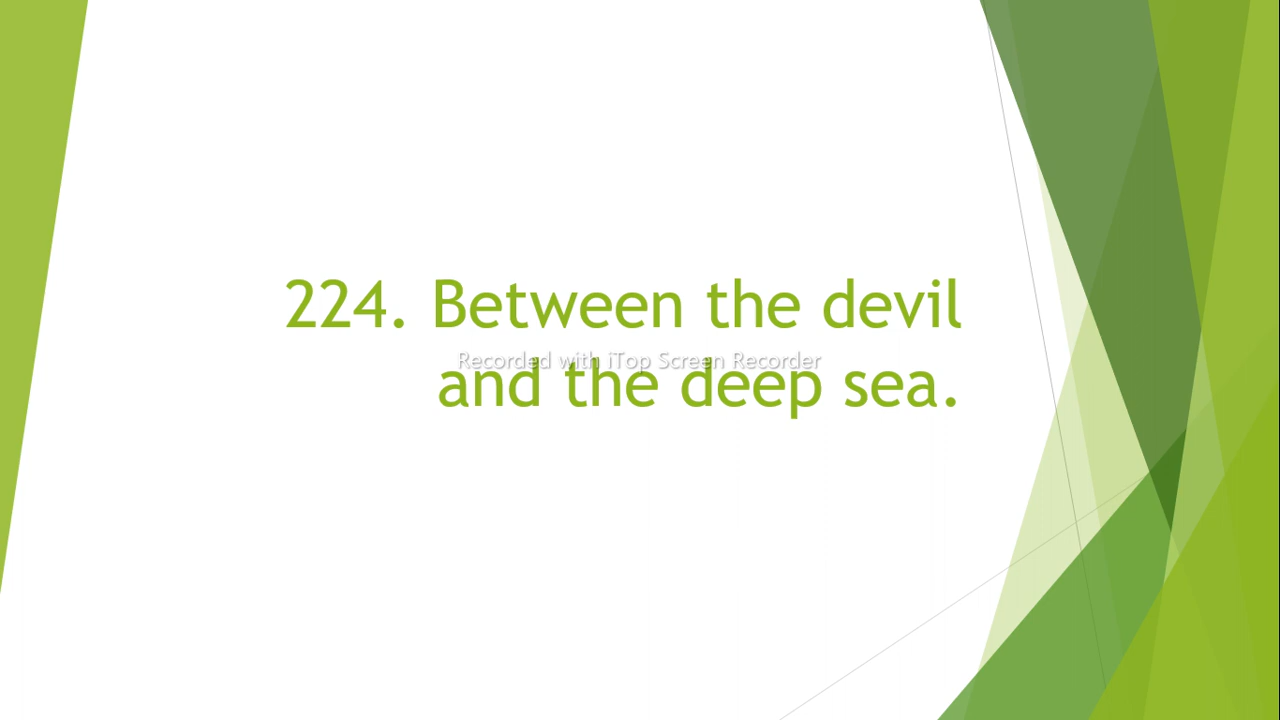 224. Between the devil
Recorded with iTop Screen Recorder
and the deep sea.